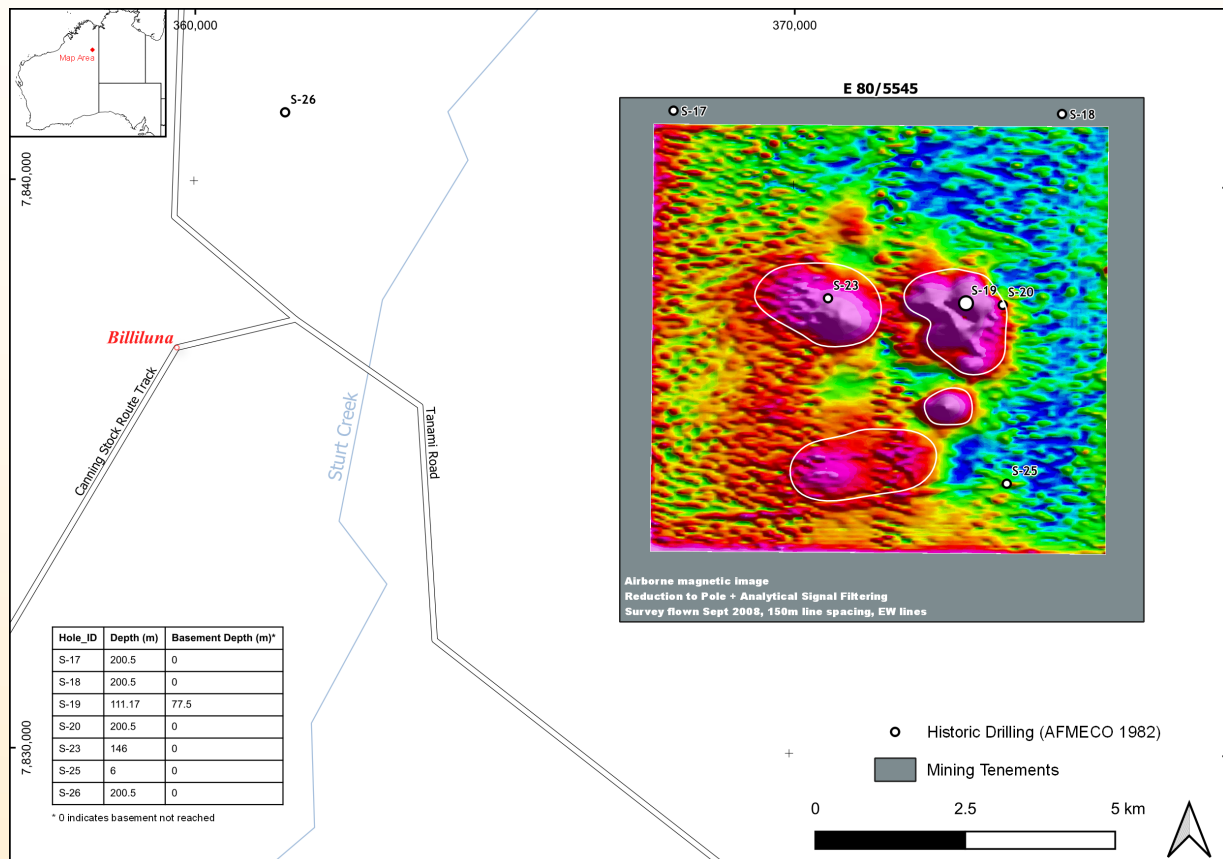 360,000
370,000
Map Area
S-26
E 80/5545
S-17
S-18
7,840,000
S-23
S-19
S-20
Billiluna
Canning Stock Route Track
Sturt Creek
Tanami Road
S-25
Airborne magnetic image
Reduction to Pole + Analytical Signal Filtering
Survey flown Sept 2008, 150m line spacing, EW lines
Hole_ID Depth (m) Basement Depth (m)*
S-17 200.5 0
S-18 200.5 0
S-19 111.17 77.5
S-20 200.5 0
S-23 146 0
S-25 6 0
S-26 200.5 0
* 0 indicates basement not reached
7,830,000
Historic Drilling (AFMECO 1982)
Mining Tenements
0 2.5 5 km